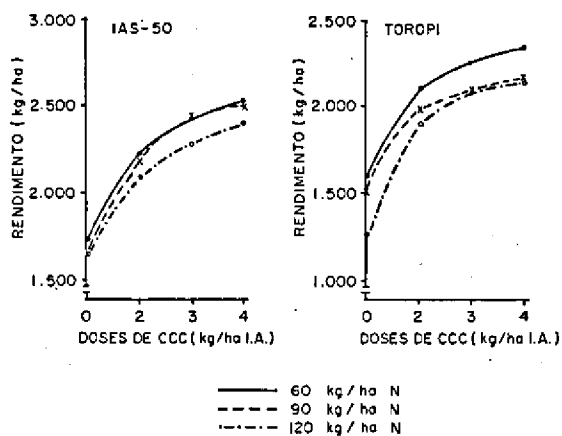 IAS-50
RENDIMENTO (kg/ha)
3.000
2.500
2.000
1.500
0 2 3 4
DOSES DE CCC (kg/ha I.A.)
TOROPI
RENDIMENTO (kg/ha)
2.500
2.000
1.500
1.000
0 2 3 4
DOSES DE CCC (kg/ha I.A.)
60 kg/ha N
90 kg/ha N
120 kg/ha N